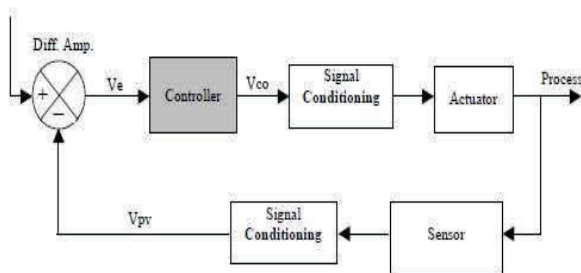 Diff. Amp.
+
−
Ve
Controller
Vco
Signal
Conditioning
Actuator
Process
Vpv
Signal
Conditioning
Sensor